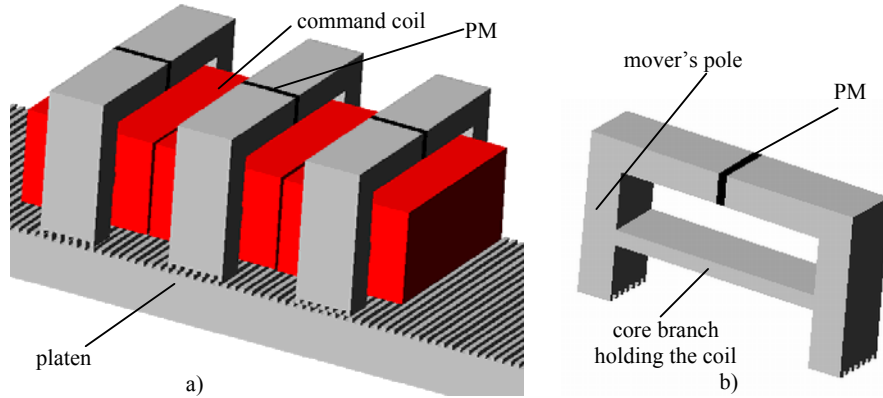 command coil
PM
mover's pole
PM
platen
core branch
holding the coil
a)
b)